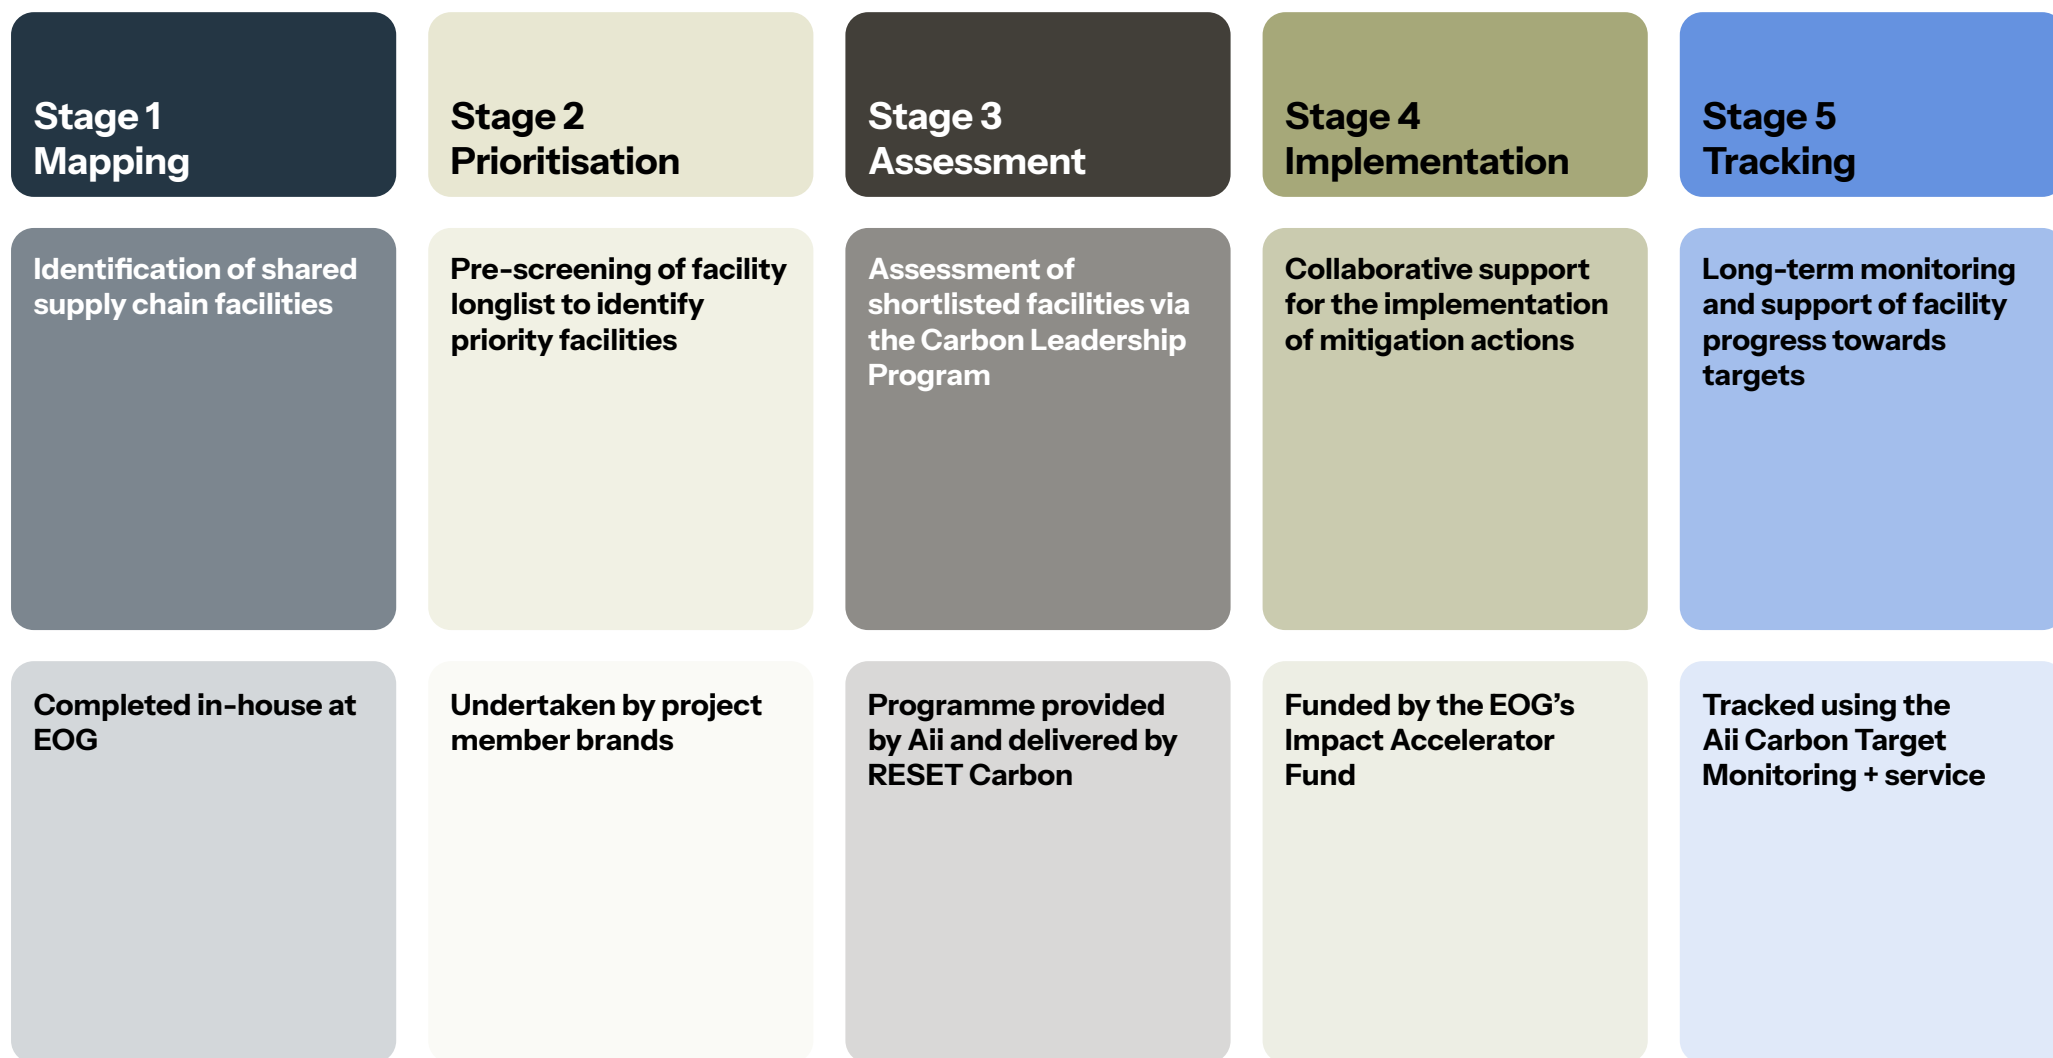 Stage 1
Mapping
Stage 2
Prioritisation
Stage 3
Assessment
Stage 4
Implementation
Stage 5
Tracking
Identification of shared
supply chain facilities
Pre-screening of facility
longlist to identify
priority facilities
Assessment of
shortlisted facilities via
the Carbon Leadership
Program
Collaborative support
for the implementation
of mitigation actions
Long-term monitoring
and support of facility
progress towards
targets
Completed in-house at
EOG
Undertaken by project
member brands
Programme provided
by Aii and delivered by
RESET Carbon
Funded by the EOG’s
Impact Accelerator
Fund
Tracked using the
Aii Carbon Target
Monitoring + service